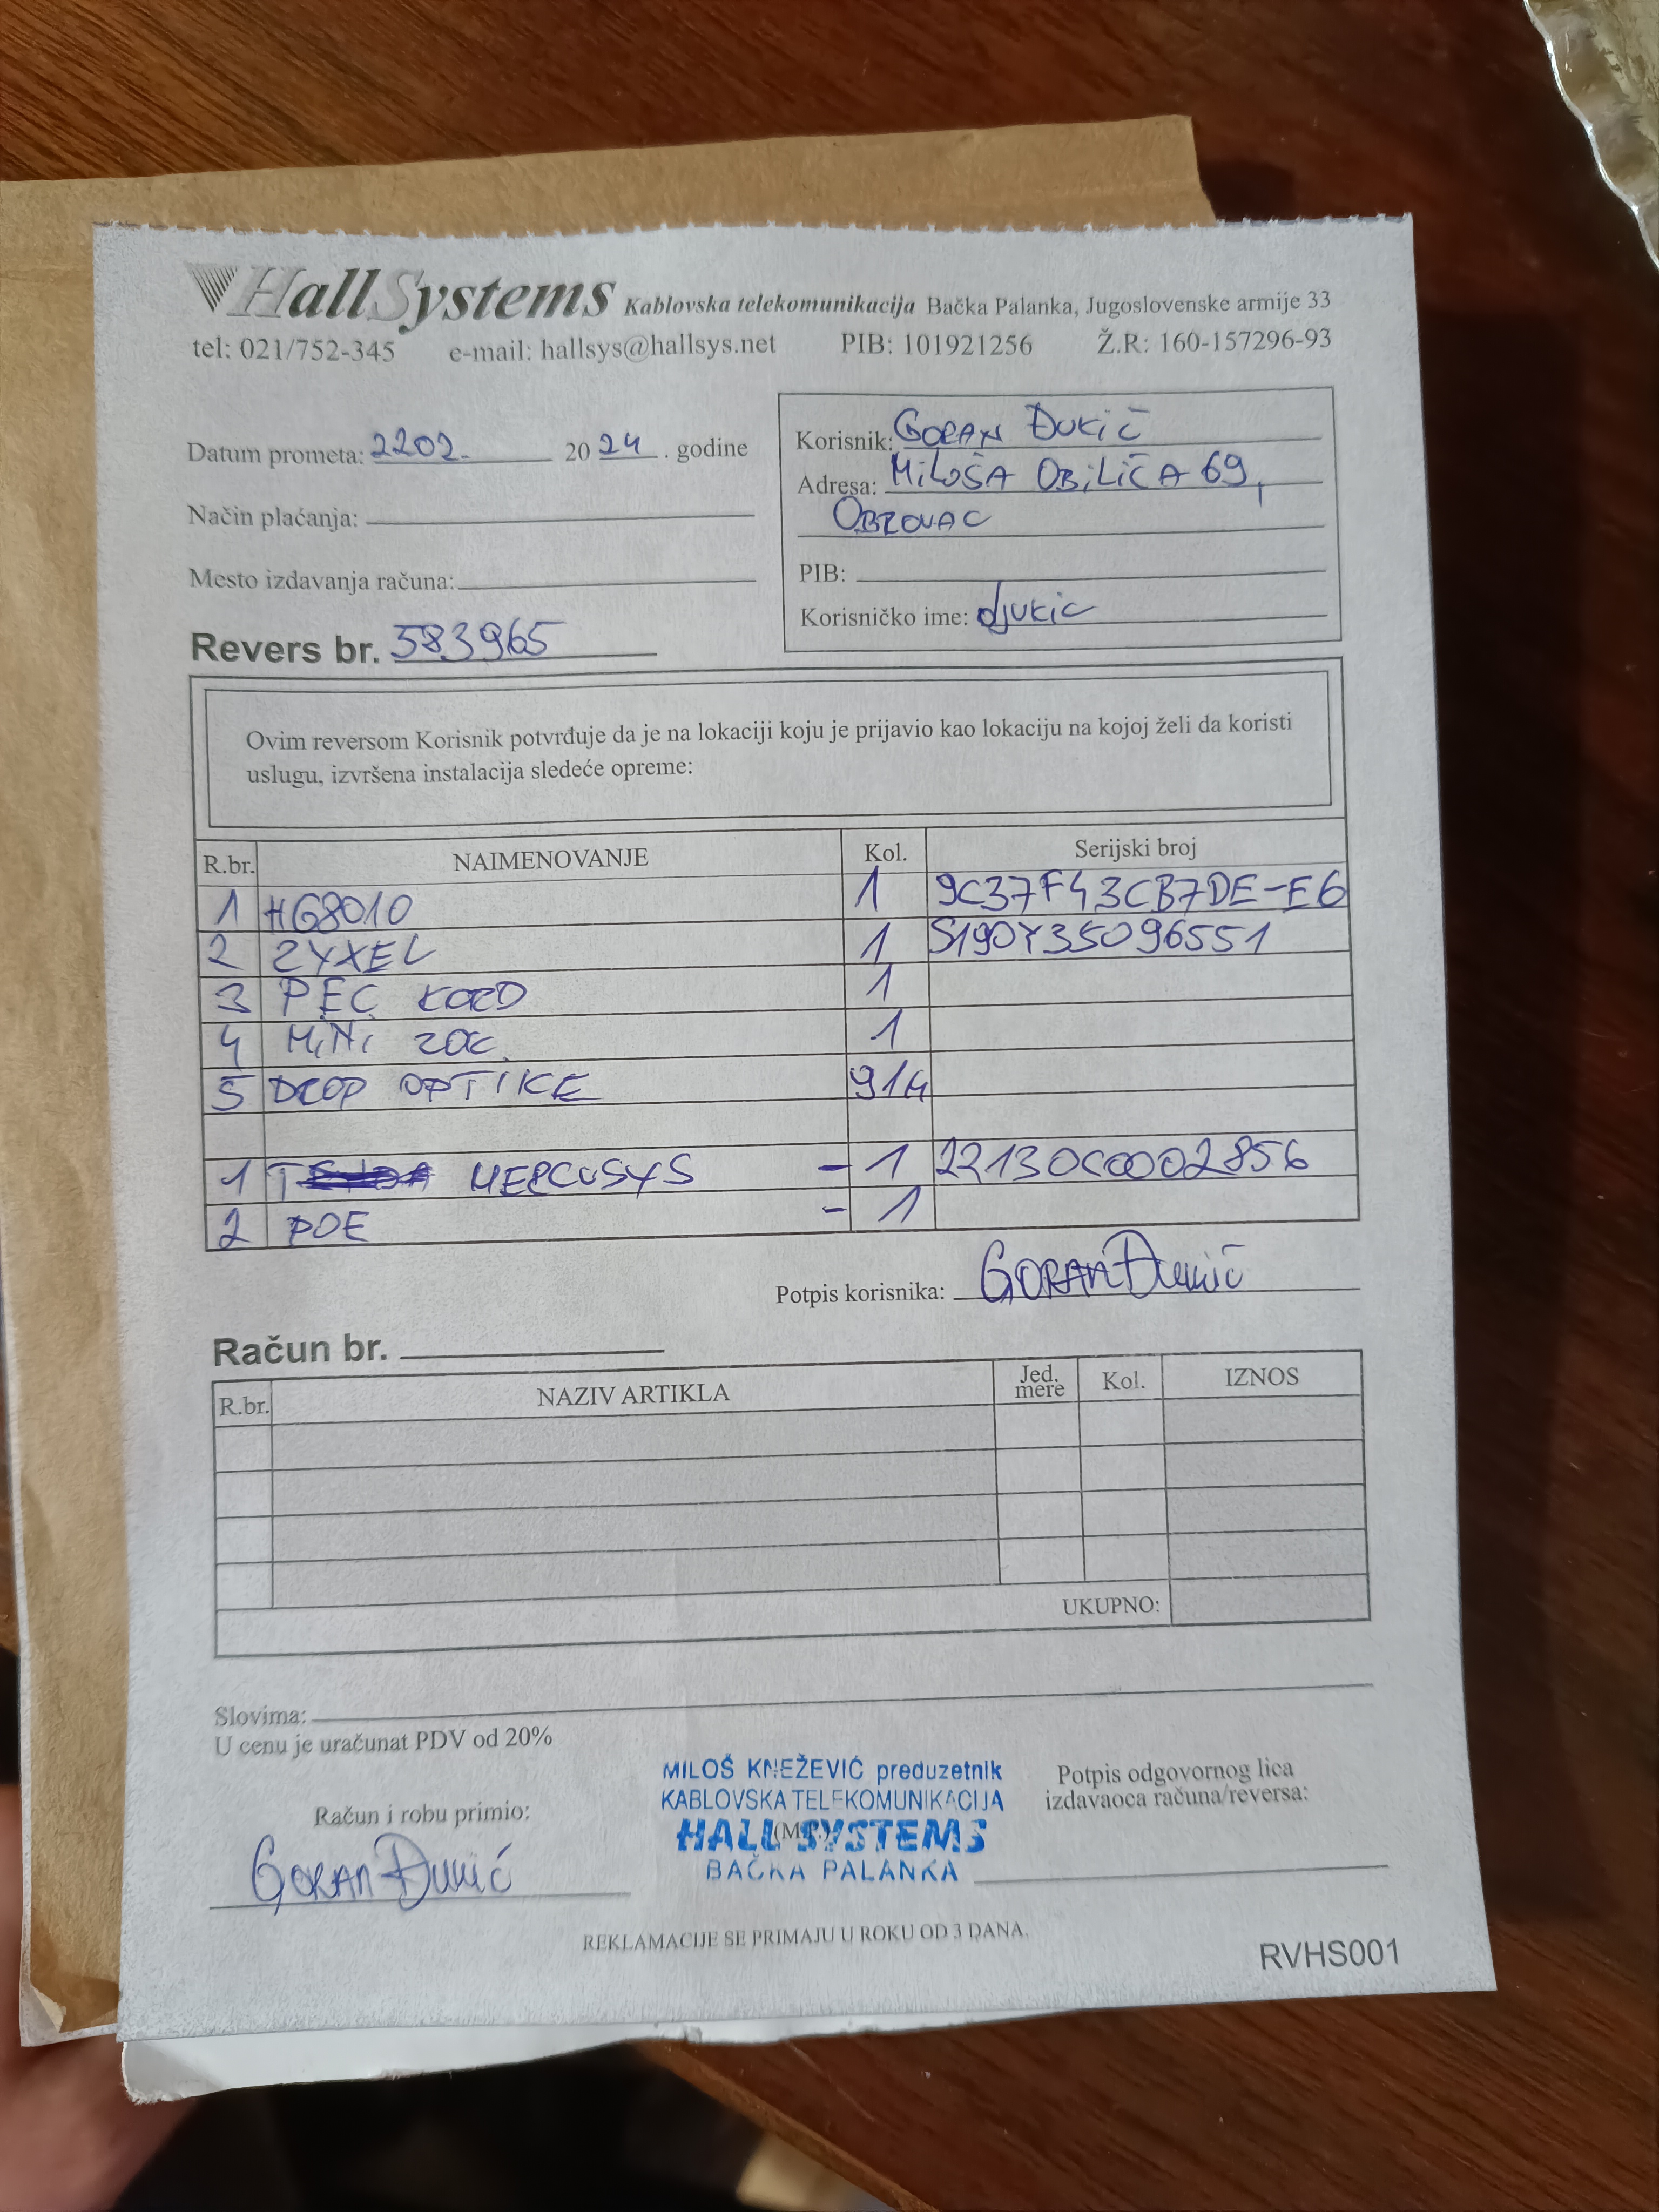 HallSystems Kablovska telekomunikacija Bačka Palanka, Jugoslovenske armije 33
tel: 021/752-345 e-mail: hallsys@hallsys.net PIB: 101921256 Ž.R: 160-157296-93
Datum prometa: 2202. 2024. godine
Način plaćanja:
Mesto izdavanja računa:
Revers br. 583965
Korisnik: GORAN ĐUKIĆ
Adresa: MiLOŠA OBiLiĆA 69,
OBROVAC
PIB:
Korisničko ime: djukic
Ovim reversom Korisnik potvrđuje da je na lokaciji koju je prijavio kao lokaciju na kojoj želi da koristi
uslugu, izvršena instalacija sledeće opreme:
R.br. NAIMENOVANJE Kol. Serijski broj
1 HG8010 1 9C37F43CB7DE-E6
2 ZYXEL 1 S190Y35096551
3 PEC KORD 1
4 MiNi ROC 1
5 DROP OPTIKE 914
1 MERCUSYS - 1 22130C0002856
2 POE - 1
Potpis korisnika: GORAN Đukić
Račun br.
R.br. NAZIV ARTIKLA Jed. mere Kol. IZNOS
UKUPNO:
Slovima:
U cenu je uračunat PDV od 20%
Račun i robu primio:
GORAN Đukić
MILOŠ KNEŽEVIĆ preduzetnik
KABLOVSKA TELEKOMUNIKACIJA
HALL SYSTEMS
BAČKA PALANKA
Potpis odgovornog lica
izdavaoca računa/reversa:
REKLAMACIJE SE PRIMAJU U ROKU OD 3 DANA.
RVHS001